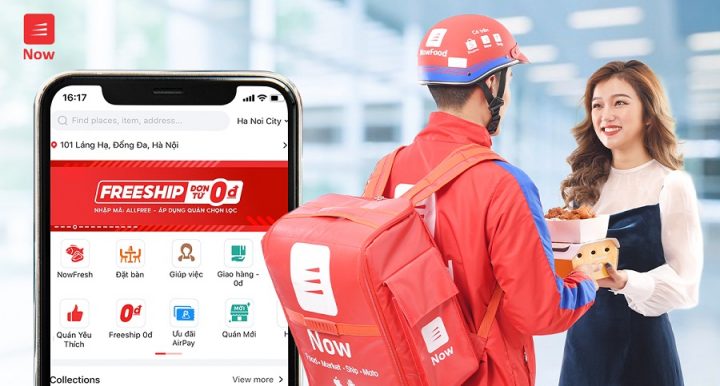 Now
16:17
Find places, item, address...
Ha Noi City
101 Láng Hạ, Đống Đa, Hà Nội
FREESHIP ĐƠN TỪ 0đ
NHẬP MÃ: ALLFREE - ÁP DỤNG QUÁN CHỌN LỌC
NowFresh
Đặt bàn
Giúp việc
Giao hàng - 0đ
0đ
MỚI
Quán Yêu Thích
Freeship 0đ
Ưu đãi AirPay
Quán Mới
H
Collections
View more
NowFood
Now
Food - Market - Ship - Moto
Now